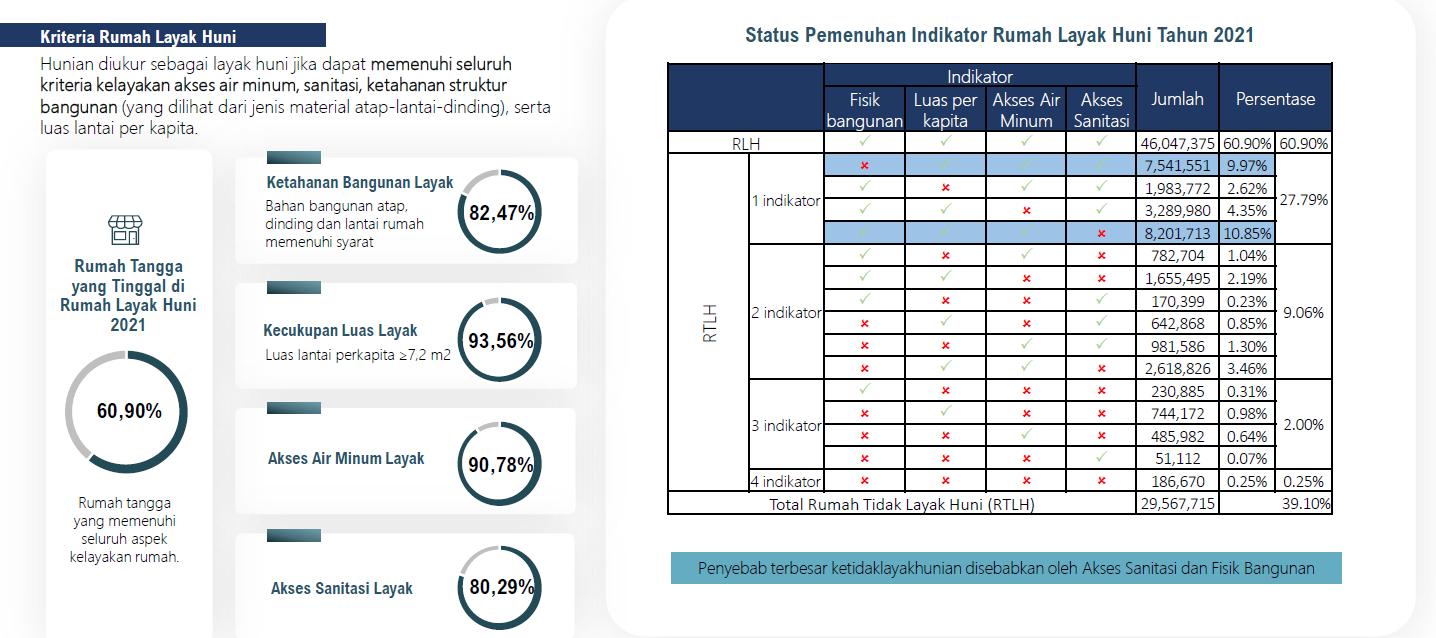 Kriteria Rumah Layak Huni
Hunian diukur sebagai layak huni jika dapat memenuhi seluruh
kriteria kelayakan akses air minum, sanitasi, ketahanan struktur
bangunan (yang dilihat dari jenis material atap-lantai-dinding), serta
luas lantai per kapita.
Rumah Tangga
yang Tinggal di
Rumah Layak Huni
2021
60,90%
Rumah tangga
yang memenuhi
seluruh aspek
kelayakan rumah.
Ketahanan Bangunan Layak
Bahan bangunan atap,
dinding dan lantai rumah
memenuhi syarat
82,47%
Kecukupan Luas Layak
Luas lantai perkapita ≥7,2 m2
93,56%
Akses Air Minum Layak
90,78%
Akses Sanitasi Layak
80,29%
Status Pemenuhan Indikator Rumah Layak Huni Tahun 2021
Indikator Jumlah Persentase
Fisik bangunan Luas per kapita Akses Air Minum Akses Sanitasi
RLH ✓ ✓ ✓ ✓ 46,047,375 60.90% 60.90%
RTLH
1 indikator 27.79%
✗ ✓ ✓ ✓ 7,541,551 9.97%
✓ ✗ ✓ ✓ 1,983,772 2.62%
✓ ✓ ✗ ✓ 3,289,980 4.35%
✓ ✓ ✓ ✗ 8,201,713 10.85%
2 indikator 9.06%
✓ ✗ ✓ ✗ 782,704 1.04%
✓ ✓ ✗ ✗ 1,655,495 2.19%
✓ ✗ ✗ ✓ 170,399 0.23%
✗ ✓ ✗ ✓ 642,868 0.85%
✗ ✗ ✓ ✓ 981,586 1.30%
✗ ✓ ✓ ✗ 2,618,826 3.46%
3 indikator 2.00%
✓ ✗ ✗ ✗ 230,885 0.31%
✗ ✓ ✗ ✗ 744,172 0.98%
✗ ✗ ✓ ✗ 485,982 0.64%
✗ ✗ ✗ ✓ 51,112 0.07%
4 indikator ✗ ✗ ✗ ✗ 186,670 0.25% 0.25%
Total Rumah Tidak Layak Huni (RTLH) 29,567,715 39.10%
Penyebab terbesar ketidaklayakhunian disebabkan oleh Akses Sanitasi dan Fisik Bangunan